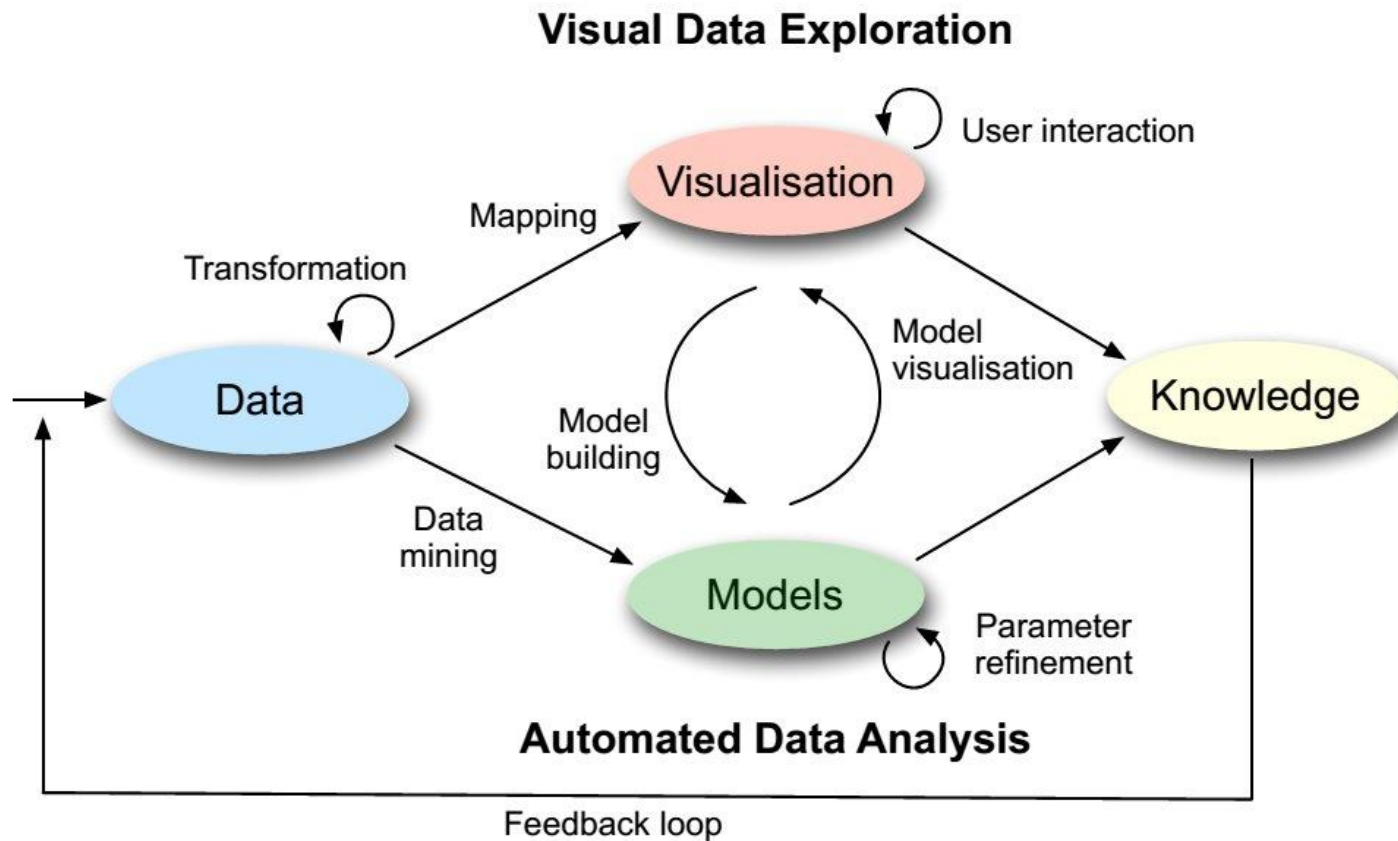 Visual Data Exploration
User interaction
Visualisation
Mapping
Transformation
Model
visualisation
Data
Knowledge
Model
building
Data
mining
Models
Parameter
refinement
Automated Data Analysis
Feedback loop